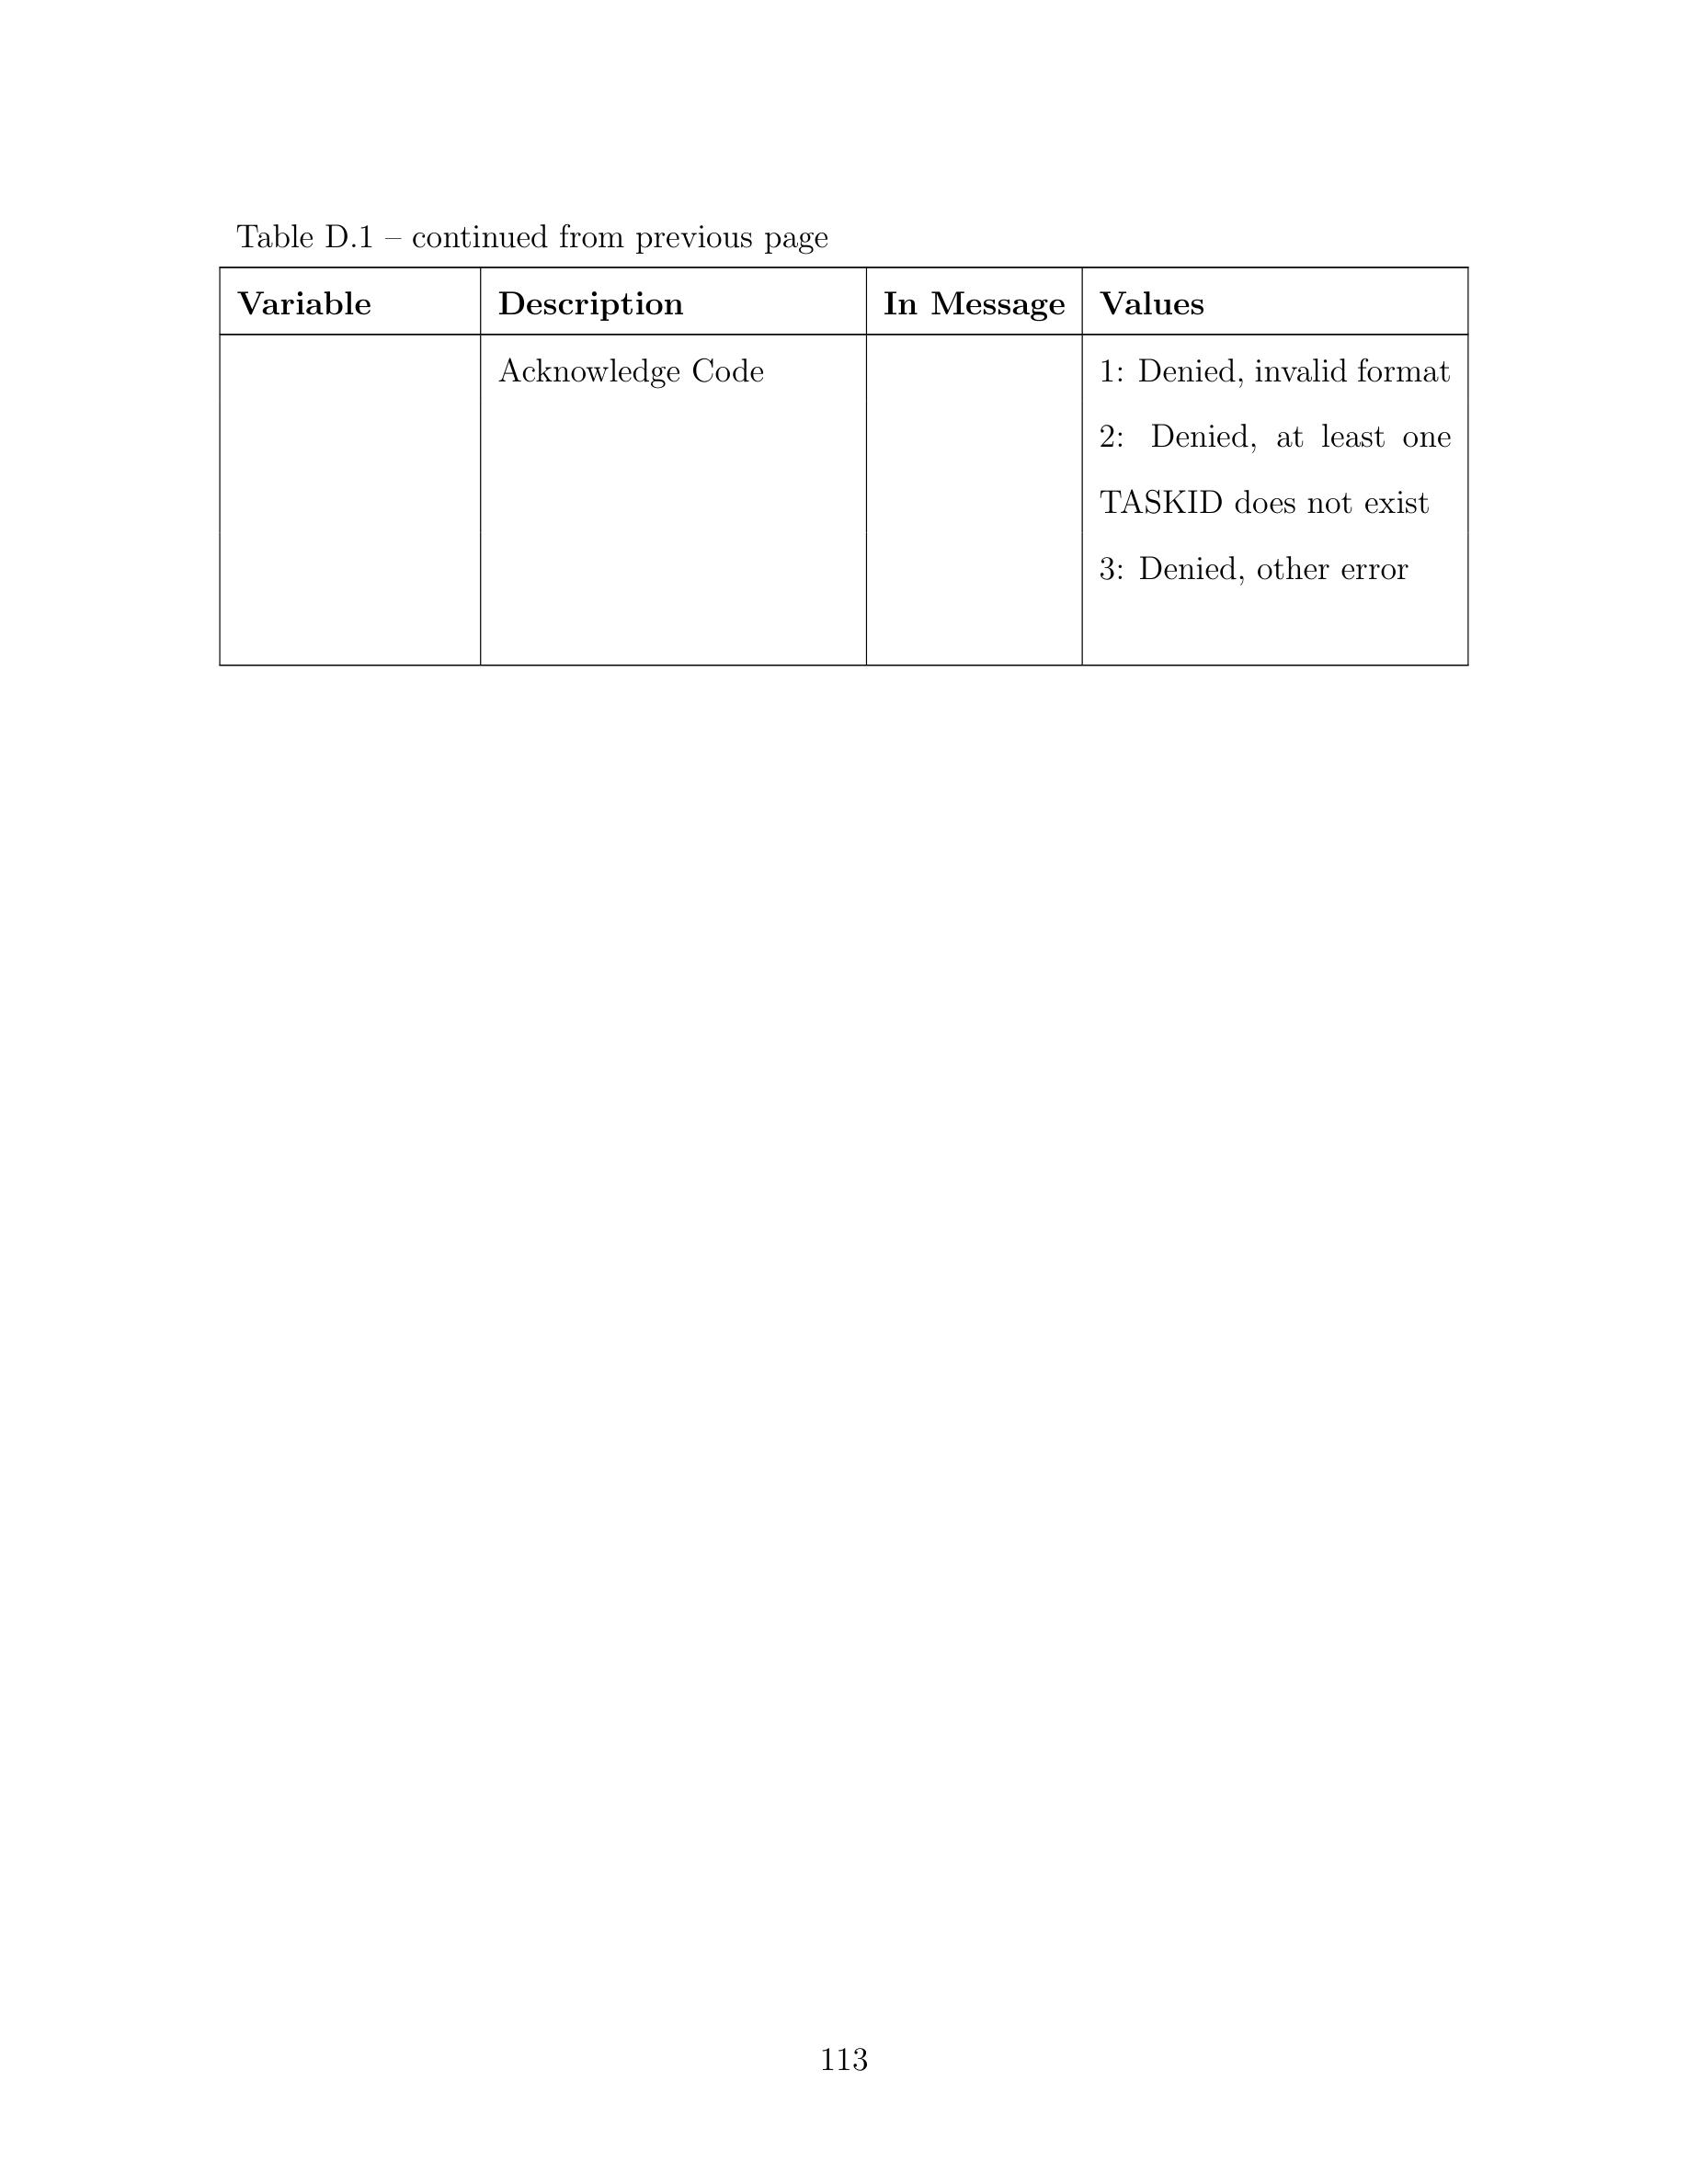 Table D.1 – continued from previous page
Variable Description In Message Values
Acknowledge Code 1: Denied, invalid format
2: Denied, at least one
TASKID does not exist
3: Denied, other error
113